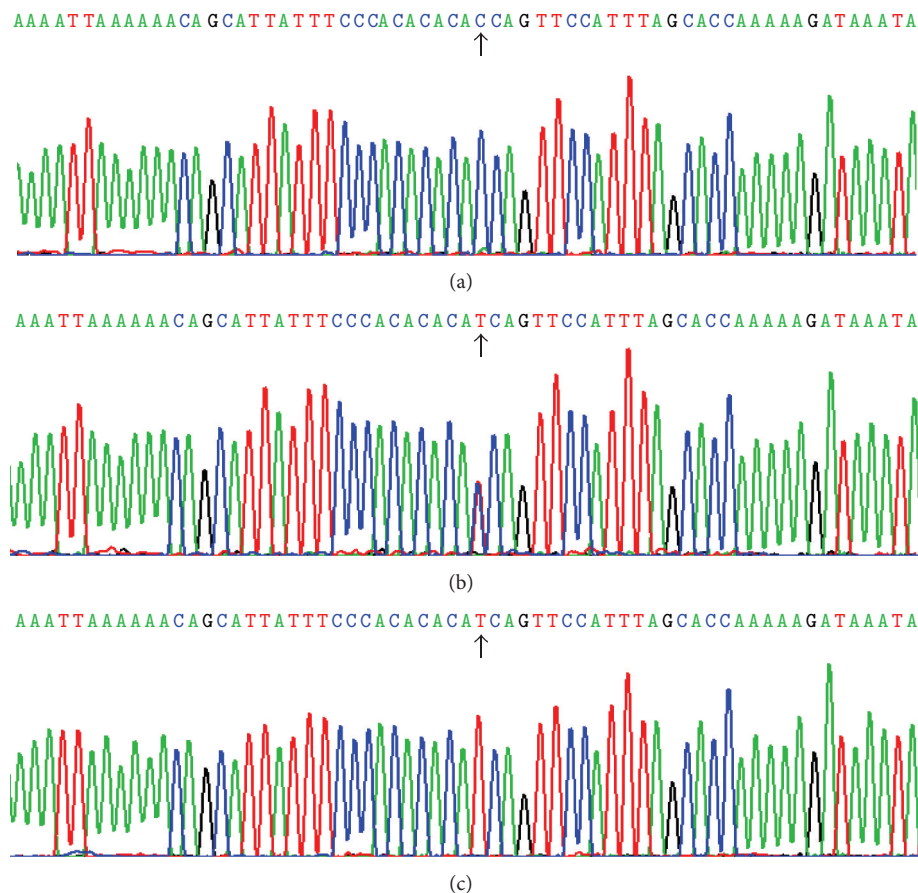 AAAATTAAAAAACAGCATTATTTCCCACACACACCAGTTCCATTTAGCACCAAAAAGATAAATA
(a)
AAATTAAAAAACAGCATTATTTCCCACACACATCAGTTCCATTTAGCACCAAAAAGATAAATA
(b)
AAATTAAAAAACAGCATTATTTCCCACACACATCAGTTCCATTTAGCACCAAAAAGATAAATA
(c)